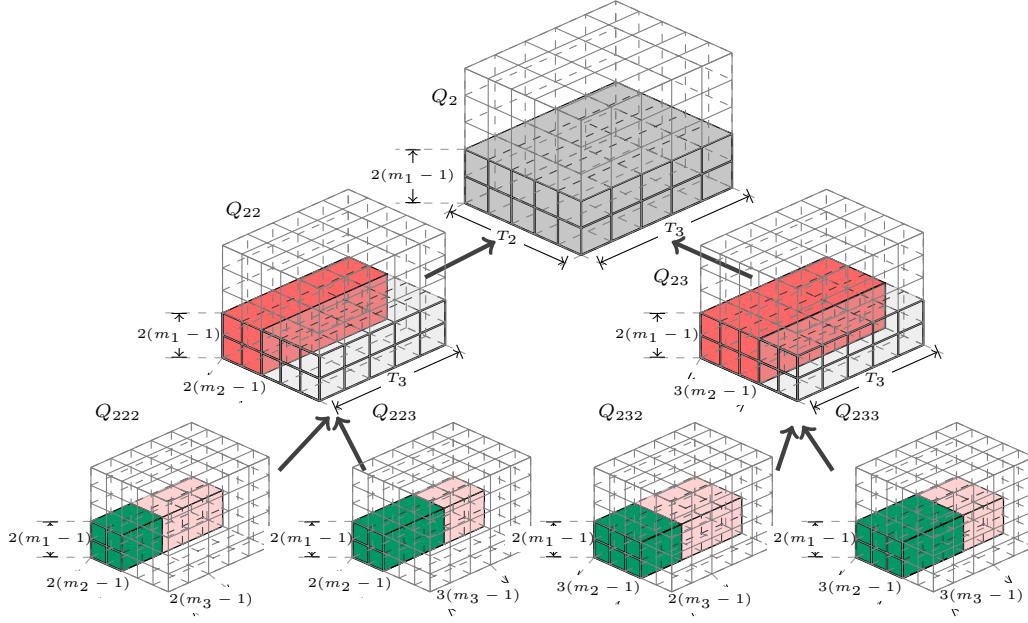 Q₂
2(m₁ − 1)
T₂
T₃
Q₂₂
2(m₁ − 1)
2(m₂ − 1)
T₃
Q₂₃
2(m₁ − 1)
3(m₂ − 1)
T₃
Q₂₂₂
2(m₁ − 1)
2(m₂ − 1)
2(m₃ − 1)
Q₂₂₃
2(m₁ − 1)
2(m₂ − 1)
3(m₃ − 1)
Q₂₃₂
2(m₁ − 1)
3(m₂ − 1)
2(m₃ − 1)
Q₂₃₃
2(m₁ − 1)
3(m₂ − 1)
3(m₃ − 1)